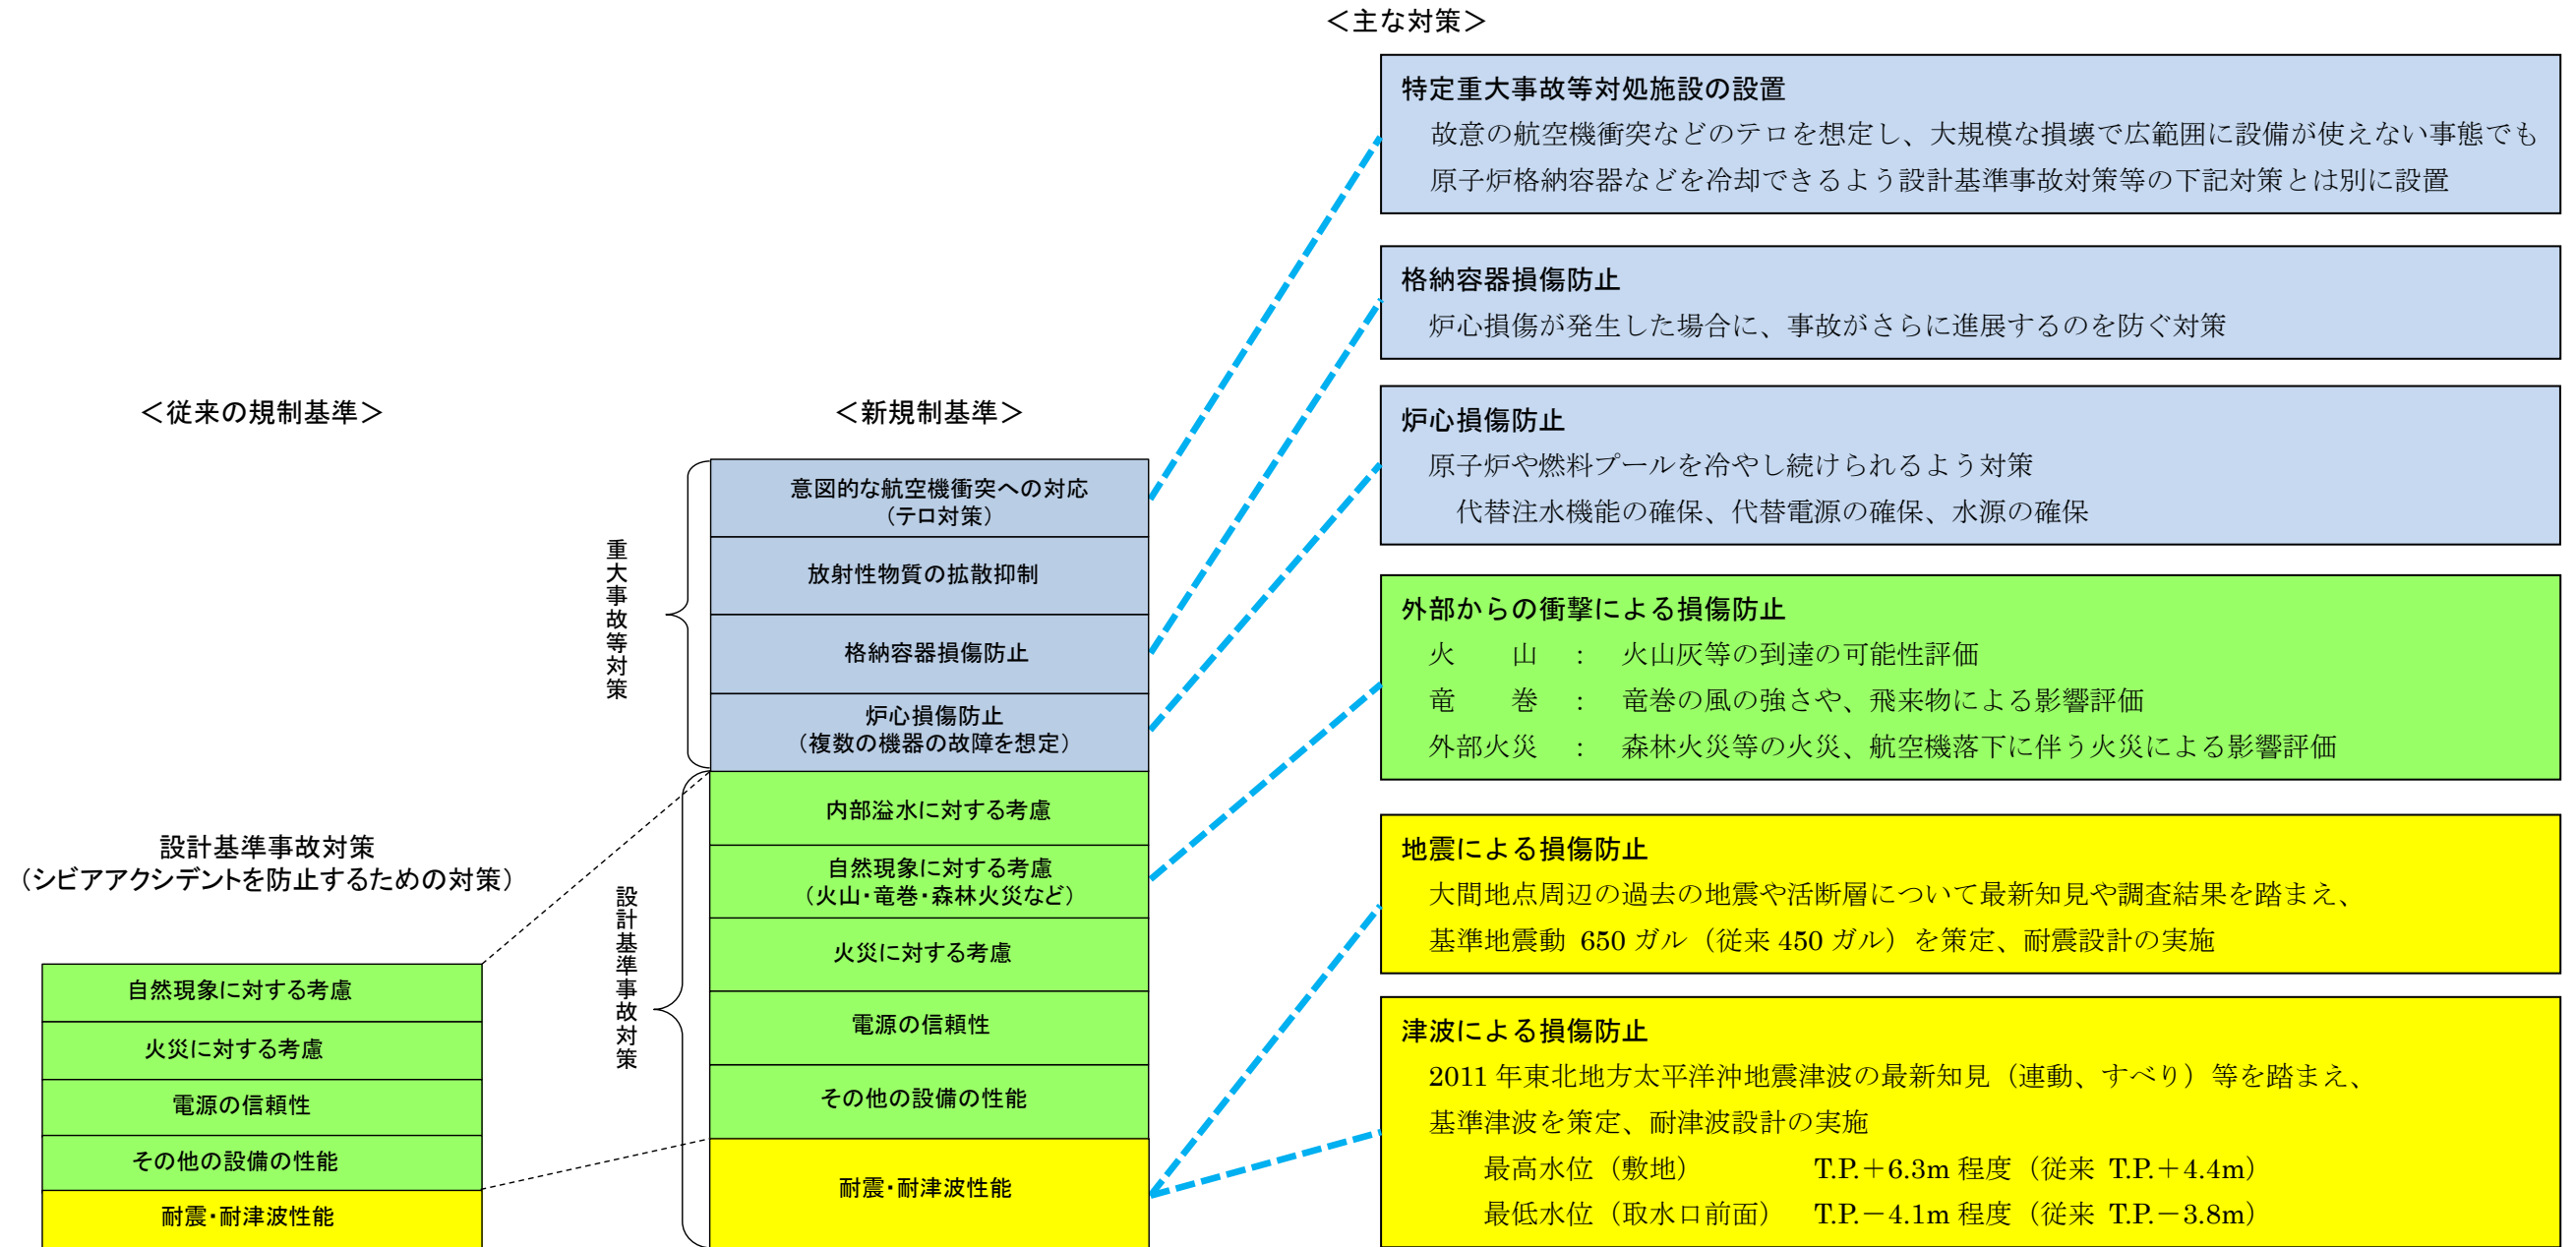 ＜主な対策＞
特定重大事故等対処施設の設置
故意の航空機衝突などのテロを想定し、大規模な損壊で広範囲に設備が使えない事態でも
原子炉格納容器などを冷却できるよう設計基準事故対策等の下記対策とは別に設置
格納容器損傷防止
炉心損傷が発生した場合に、事故がさらに進展するのを防ぐ対策
炉心損傷防止
原子炉や燃料プールを冷やし続けられるよう対策
代替注水機能の確保、代替電源の確保、水源の確保
外部からの衝撃による損傷防止
火　山　：　火山灰等の到達の可能性評価
竜　巻　：　竜巻の風の強さや、飛来物による影響評価
外部火災　：　森林火災等の火災、航空機落下に伴う火災による影響評価
地震による損傷防止
大間地点周辺の過去の地震や活断層について最新知見や調査結果を踏まえ、
基準地震動 650 ガル（従来 450 ガル）を策定、耐震設計の実施
津波による損傷防止
2011 年東北地方太平洋沖地震津波の最新知見（連動、すべり）等を踏まえ、
基準津波を策定、耐津波設計の実施
最高水位（敷地）　T.P.＋6.3m 程度（従来 T.P.＋4.4m）
最低水位（取水口前面）　T.P.－4.1m 程度（従来 T.P.－3.8m）
＜従来の規制基準＞
設計基準事故対策
（シビアアクシデントを防止するための対策）
自然現象に対する考慮
火災に対する考慮
電源の信頼性
その他の設備の性能
耐震・耐津波性能
＜新規制基準＞
重大事故等対策
意図的な航空機衝突への対応
（テロ対策）
放射性物質の拡散抑制
格納容器損傷防止
炉心損傷防止
（複数の機器の故障を想定）
設計基準事故対策
内部溢水に対する考慮
自然現象に対する考慮
（火山・竜巻・森林火災など）
火災に対する考慮
電源の信頼性
その他の設備の性能
耐震・耐津波性能